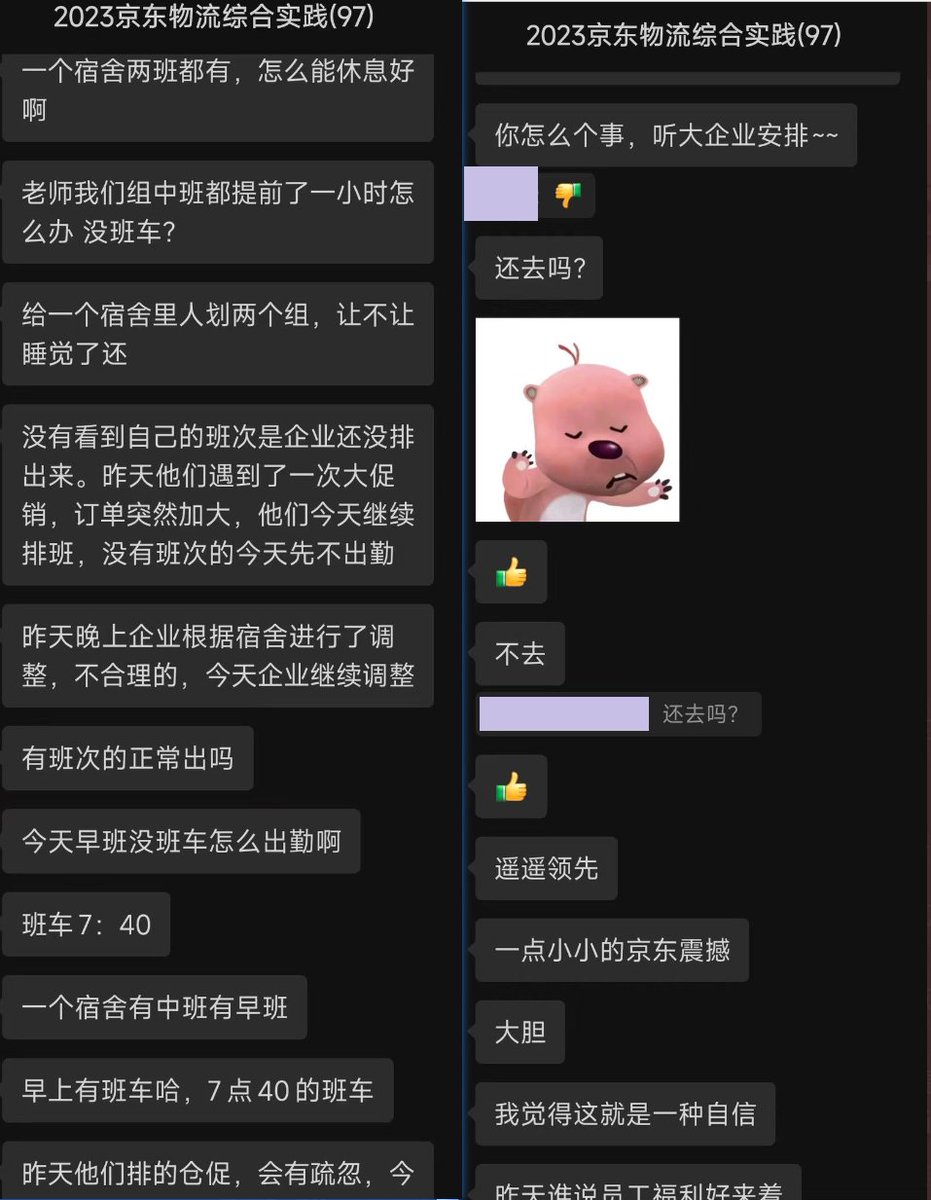 2023京东物流综合实践(97)
一个宿舍两班都有，怎么能休息好
啊
老师我们组中班都提前了一小时怎
么办 没班车？
给一个宿舍里人划两个组，让不让
睡觉了还
没有看到自己的班次是企业还没排
出来。昨天他们遇到了一次大促
销，订单突然加大，他们今天继续
排班，没有班次的今天先不出勤
昨天晚上企业根据宿舍进行了调
整，不合理的，今天企业继续调整
有班次的正常出吗
今天早班没班车怎么出勤啊
班车7：40
一个宿舍有中班有早班
早上有班车哈，7点40的班车
昨天他们排的仓促，会有疏忽，今
2023京东物流综合实践(97)
你怎么个事，听大企业安排~~
还去吗？
不去
还去吗？
遥遥领先
一点小小的京东震撼
大胆
我觉得这就是一种自信
昨天谁说员工福利好来着